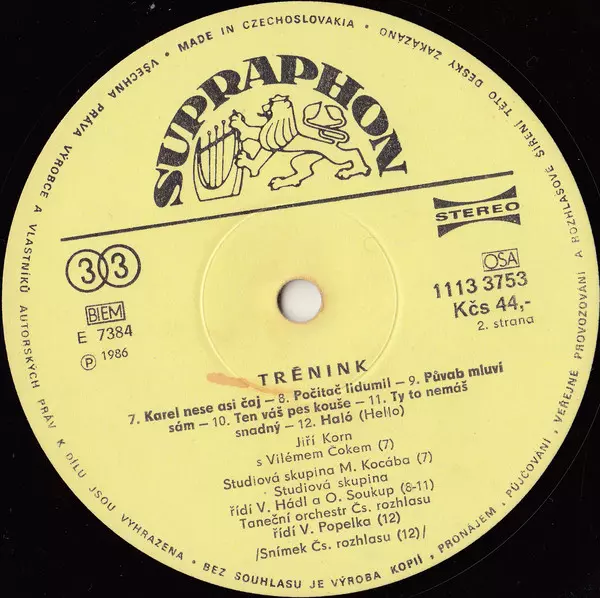 VŠECHNA PRÁVA VÝROBCE A VLASTNÍKŮ AUTORSKÝCH PRÁV K DÍLU JSOU VYHRAZENA • BEZ SOUHLASU JE VÝROBA KOPIÍ, PRONÁJEM, PŮJČOVÁNÍ, VEŘEJNÉ PROVOZOVÁNÍ A ROZHLASOVÉ ŠÍŘENÍ TÉTO DESKY ZAKÁZÁNO • MADE IN CZECHOSLOVAKIA •
SUPRAPHON
STEREO
33
BIEM
E 7384
Ⓟ 1986
OSA
1113 3753
Kčs 44,-
2. strana
TRÉNINK
7. Karel nese asi čaj – 8. Počítač lidumil – 9. Půvab mluví
sám – 10. Ten váš pes kouše – 11. Ty to nemáš
snadný – 12. Haló (Hello)
Jiří Korn
s Vilémem Čokem (7)
Studiová skupina M. Kocába (7)
Studiová skupina
řídí V. Hádl a O. Soukup (8-11)
Taneční orchestr Čs. rozhlasu
řídí V. Popelka (12)
/Snímek Čs. rozhlasu (12)/